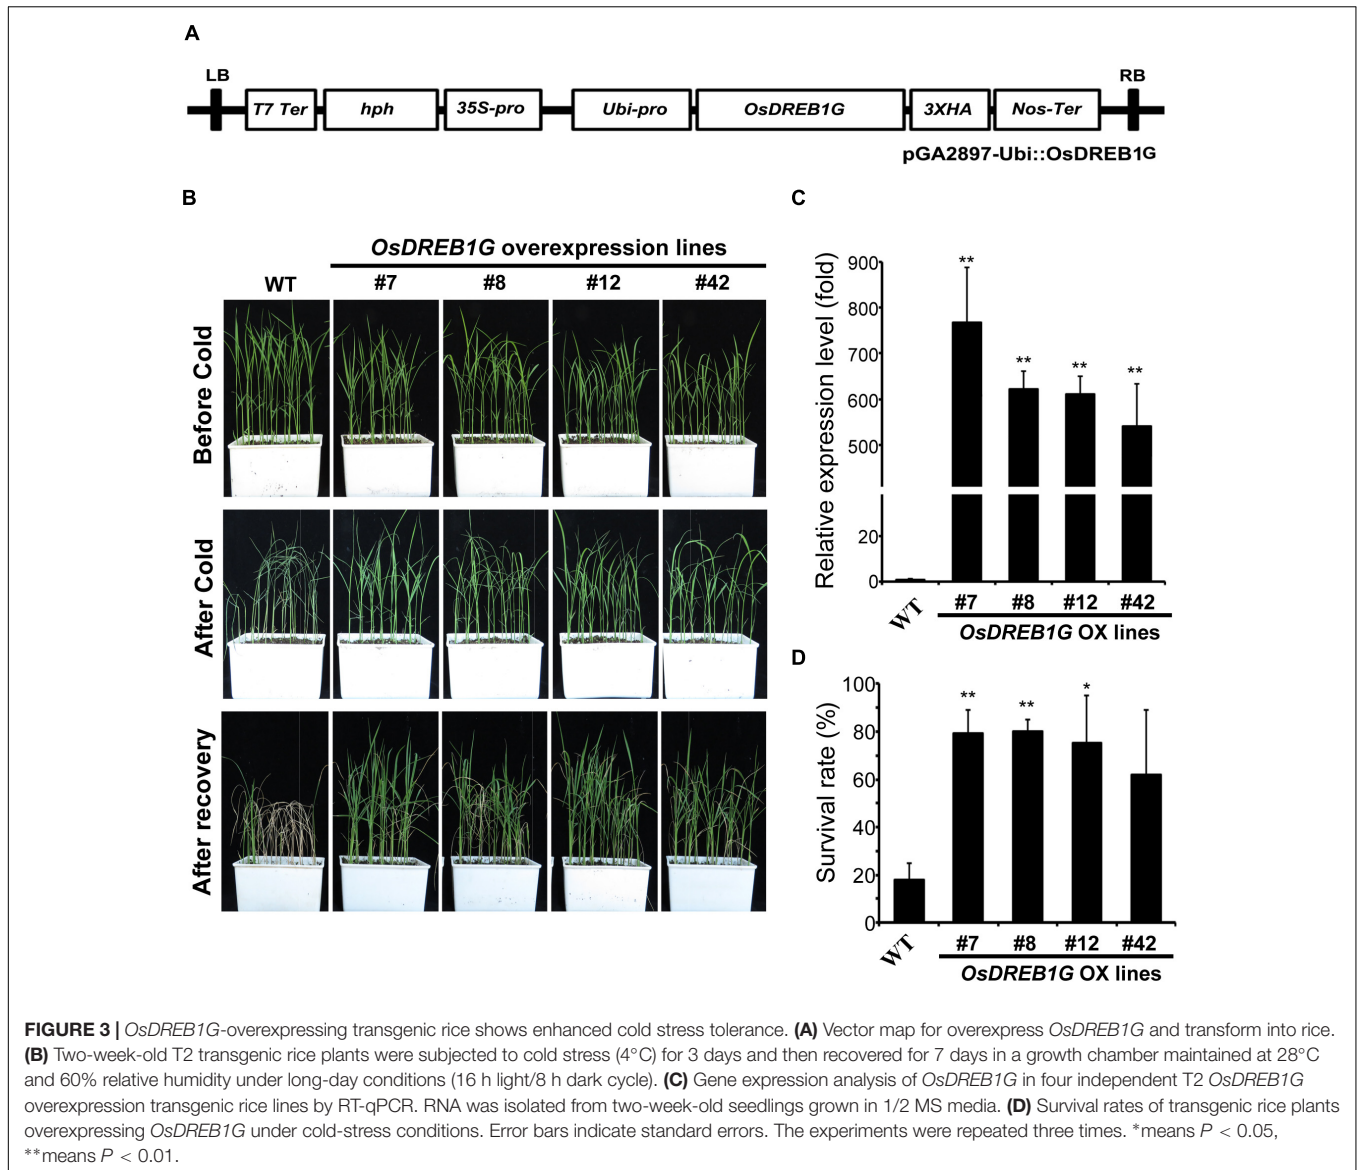 A
LB
RB
T7 Ter
hph
35S-pro
Ubi-pro
OsDREB1G
3XHA
Nos-Ter
pGA2897-Ubi::OsDREB1G
B
OsDREB1G overexpression lines
WT
#7
#8
#12
#42
Before Cold
After Cold
After recovery
C
Relative expression level (fold)
900
800
700
600
500
20
0
**
**
**
**
WT
#7
#8
#12
#42
OsDREB1G OX lines
D
Survival rate (%)
100
80
60
40
20
0
**
**
*
WT
#7
#8
#12
#42
OsDREB1G OX lines
FIGURE 3 | OsDREB1G-overexpressing transgenic rice shows enhanced cold stress tolerance. (A) Vector map for overexpress OsDREB1G and transform into rice.
(B) Two-week-old T2 transgenic rice plants were subjected to cold stress (4°C) for 3 days and then recovered for 7 days in a growth chamber maintained at 28°C
and 60% relative humidity under long-day conditions (16 h light/8 h dark cycle). (C) Gene expression analysis of OsDREB1G in four independent T2 OsDREB1G
overexpression transgenic rice lines by RT-qPCR. RNA was isolated from two-week-old seedlings grown in 1/2 MS media. (D) Survival rates of transgenic rice plants
overexpressing OsDREB1G under cold-stress conditions. Error bars indicate standard errors. The experiments were repeated three times. *means P < 0.05,
**means P < 0.01.